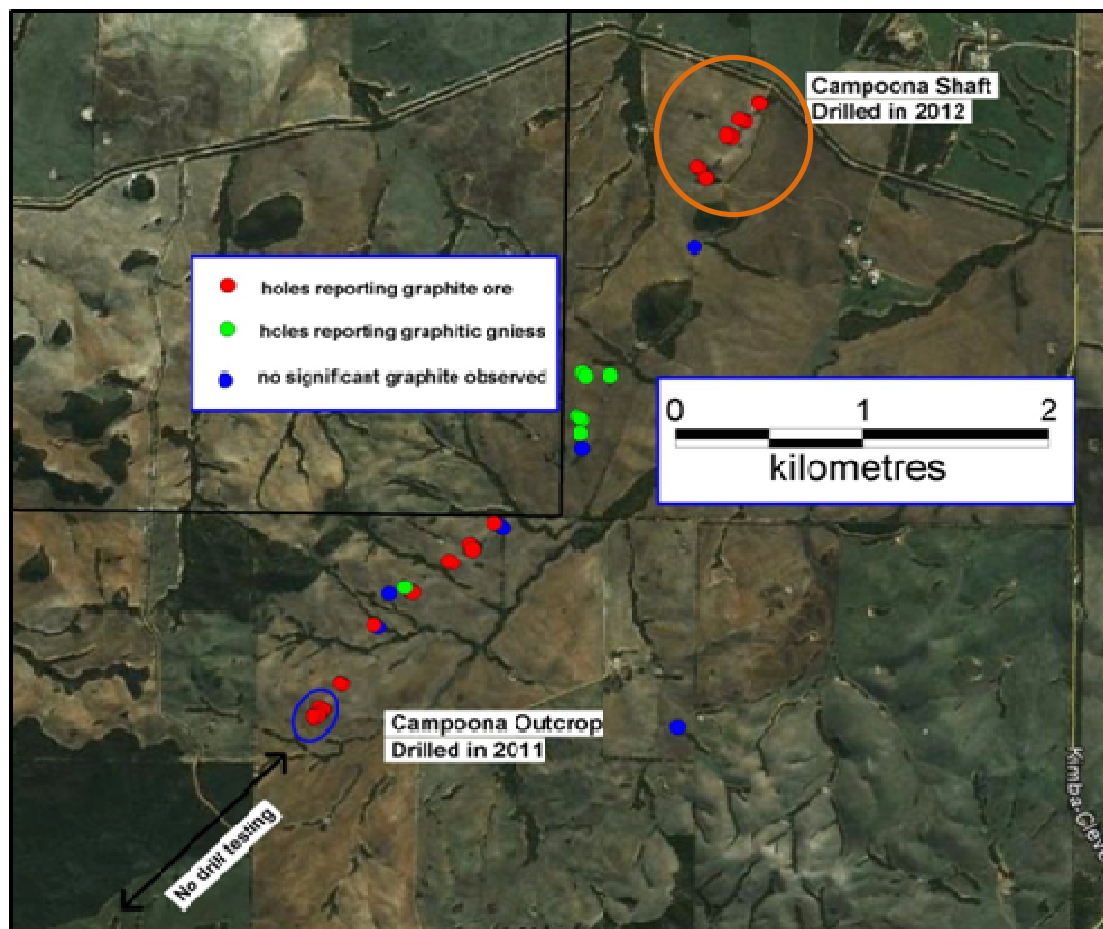 Campoona Shaft
Drilled in 2012
holes reporting graphite ore
holes reporting graphitic gniess
no significant graphite observed
0 1 2
kilometres
Campoona Outcrop
Drilled in 2011
No drill testing
Kimba-Cleve